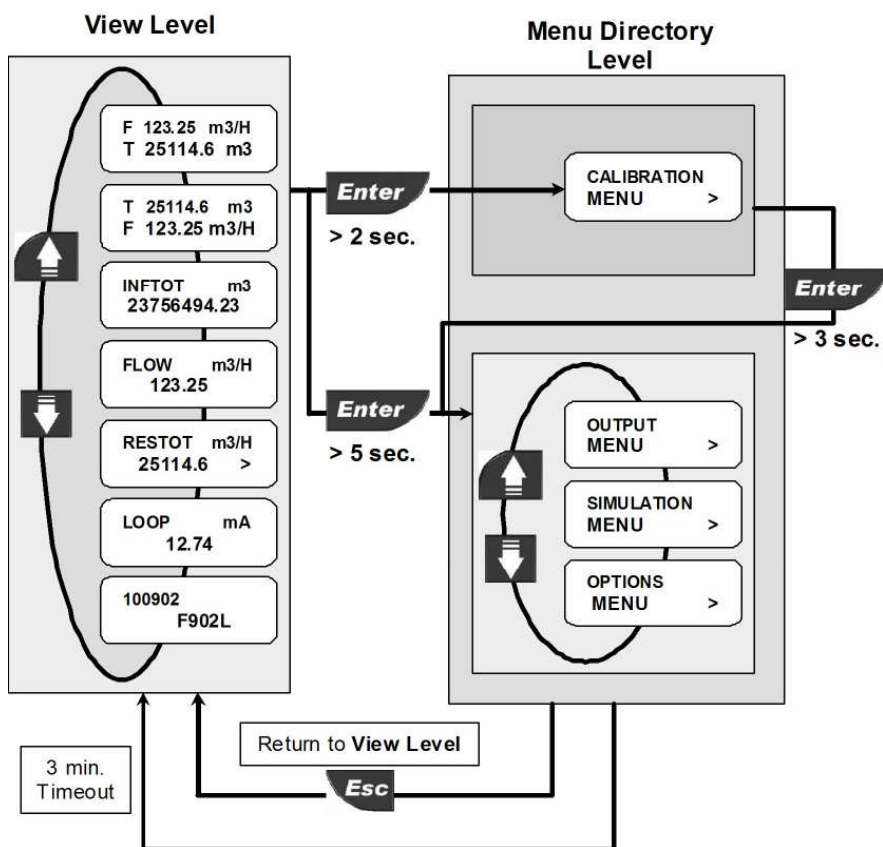 View Level
F 123.25 m3/H
T 25114.6 m3
T 25114.6 m3
F 123.25 m3/H
INFTOT m3
23756494.23
FLOW m3/H
123.25
RESTOT m3/H
25114.6 >
LOOP mA
12.74
100902
F902L
Enter
> 2 sec.
Enter
> 5 sec.
Menu Directory
Level
CALIBRATION
MENU >
Enter
> 3 sec.
OUTPUT
MENU >
SIMULATION
MENU >
OPTIONS
MENU >
Return to View Level
Esc
3 min.
Timeout